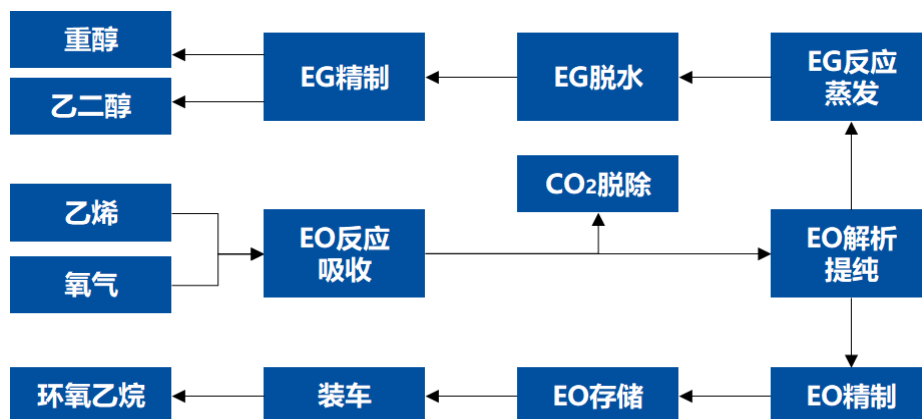 重醇
EG精制
EG脱水
EG反应
蒸发
乙二醇
CO₂脱除
乙烯
EO反应
吸收
EO解析
提纯
氧气
环氧乙烷
装车
EO存储
EO精制